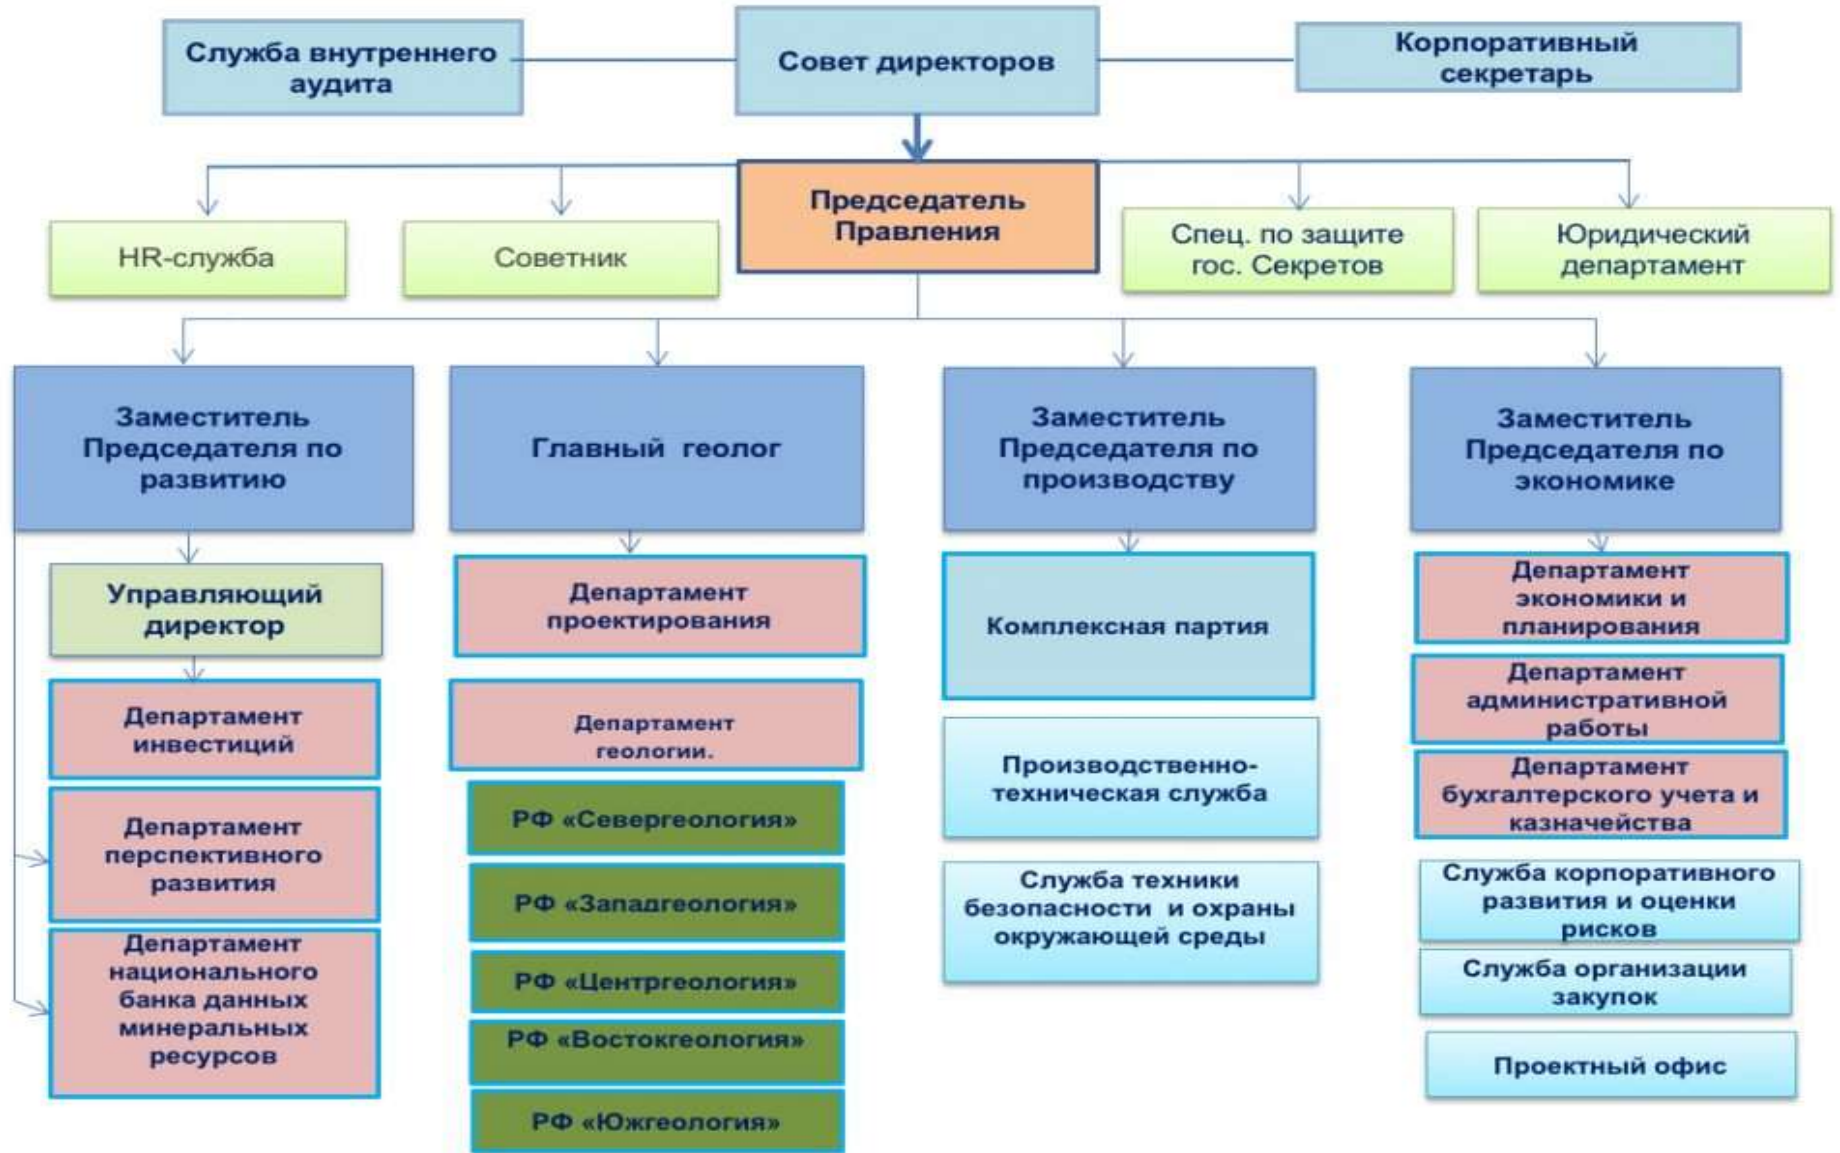 Служба внутреннего
аудита
Совет директоров
Корпоративный
секретарь
HR-служба
Советник
Председатель
Правления
Спец. по защите
гос. Секретов
Юридический
департамент
Заместитель
Председателя по
развитию
Главный геолог
Заместитель
Председателя по
производству
Заместитель
Председателя по
экономике
Управляющий
директор
Департамент
инвестиций
Департамент
перспективного
развития
Департамент
национального
банка данных
минеральных
ресурсов
Департамент
проектирования
Департамент
геологии.
РФ «Севергеология»
РФ «Западгеология»
РФ «Центргеология»
РФ «Востокгеология»
РФ «Южгеология»
Комплексная партия
Производственно-
техническая служба
Служба техники
безопасности и охраны
окружающей среды
Департамент
экономики и
планирования
Департамент
административной
работы
Департамент
бухгалтерского учета и
казначейства
Служба корпоративного
развития и оценки
рисков
Служба организации
закупок
Проектный офис